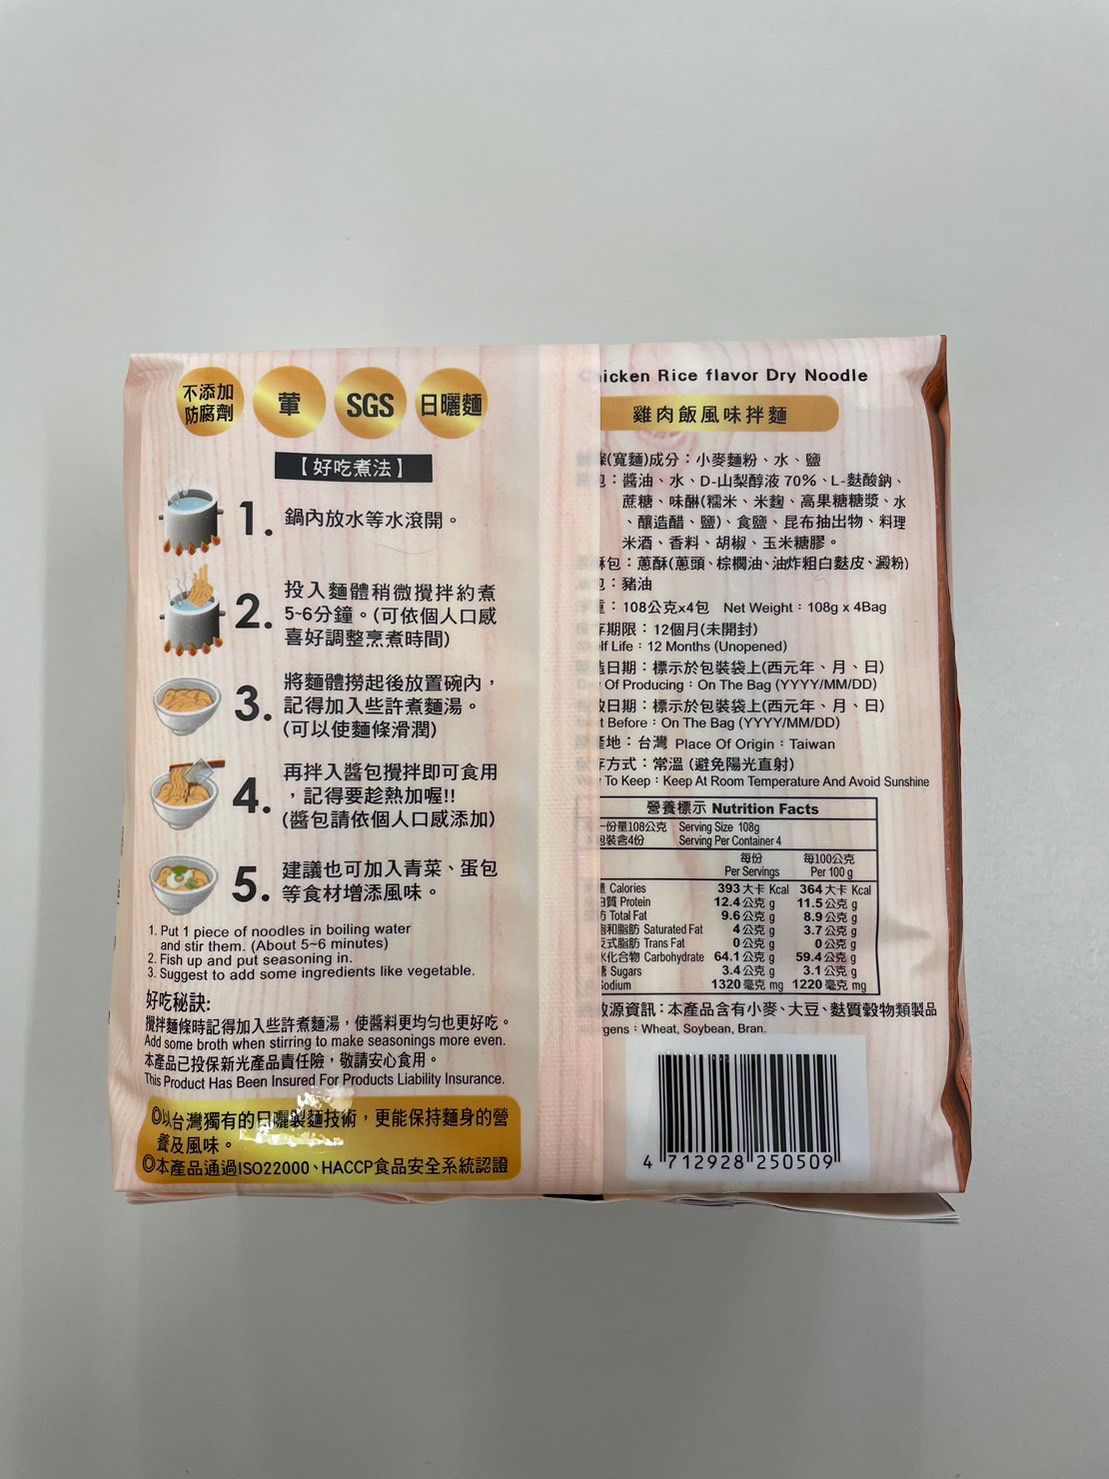 不添加
防腐劑
葷
SGS
日曬麵
【好吃煮法】
1. 鍋內放水等水滾開。
2. 投入麵體稍微攪拌約煮
5~6分鐘。(可依個人口感
喜好調整烹煮時間)
3. 將麵體撈起後放置碗內，
記得加入些許煮麵湯。
(可以使麵條滑潤)
4. 再拌入醬包攪拌即可食用
，記得要趁熱加喔!!
(醬包請依個人口感添加)
5. 建議也可加入青菜、蛋包
等食材增添風味。
1. Put 1 piece of noodles in boiling water
and stir them. (About 5~6 minutes)
2. Fish up and put seasoning in.
3. Suggest to add some ingredients like vegetable.
好吃秘訣:
攪拌麵條時記得加入些許煮麵湯，使醬料更均勻也更好吃。
Add some broth when stirring to make seasonings more even.
本產品已投保新光產品責任險，敬請安心食用。
This Product Has Been Insured For Products Liability Insurance.
◎以台灣獨有的日曬製麵技術，更能保持麵身的營
養及風味。
◎本產品通過ISO22000、HACCP食品安全系統認證
Chicken Rice flavor Dry Noodle
雞肉飯風味拌麵
條(寬麵)成分：小麥麵粉、水、鹽
包：醬油、水、D-山梨醇液 70%、L-麩酸鈉、
蔗糖、味醂(糯米、米麴、高果糖糖漿、水
、釀造醋、鹽)、食鹽、昆布抽出物、料理
米酒、香料、胡椒、玉米糖膠。
酥包：蔥酥(蔥頭、棕櫚油、油炸粗白麩皮、澱粉)
包：豬油
重：108公克x4包 Net Weight：108g x 4Bag
存期限：12個月(未開封)
elf Life：12 Months (Unopened)
造日期：標示於包裝袋上(西元年、月、日)
Of Producing：On The Bag (YYYY/MM/DD)
效日期：標示於包裝袋上(西元年、月、日)
t Before：On The Bag (YYYY/MM/DD)
產地：台灣 Place Of Origin：Taiwan
存方式：常溫 (避免陽光直射)
To Keep：Keep At Room Temperature And Avoid Sunshine
營養標示 Nutrition Facts
一份量108公克 Serving Size 108g
包裝含4份 Serving Per Container 4
每份 每100公克
Per Servings Per 100 g
量 Calories 393 大卡 Kcal 364 大卡 Kcal
白質 Protein 12.4 公克 g 11.5 公克 g
肪 Total Fat 9.6 公克 g 8.9 公克 g
飽和脂肪 Saturated Fat 4 公克 g 3.7 公克 g
反式脂肪 Trans Fat 0 公克 g 0 公克 g
水化合物 Carbohydrate 64.1 公克 g 59.4 公克 g
糖 Sugars 3.4 公克 g 3.1 公克 g
Sodium 1320 毫克 mg 1220 毫克 mg
敏源資訊：本產品含有小麥、大豆、麩質穀物類製品
rgens：Wheat, Soybean, Bran.
4 712928 250509